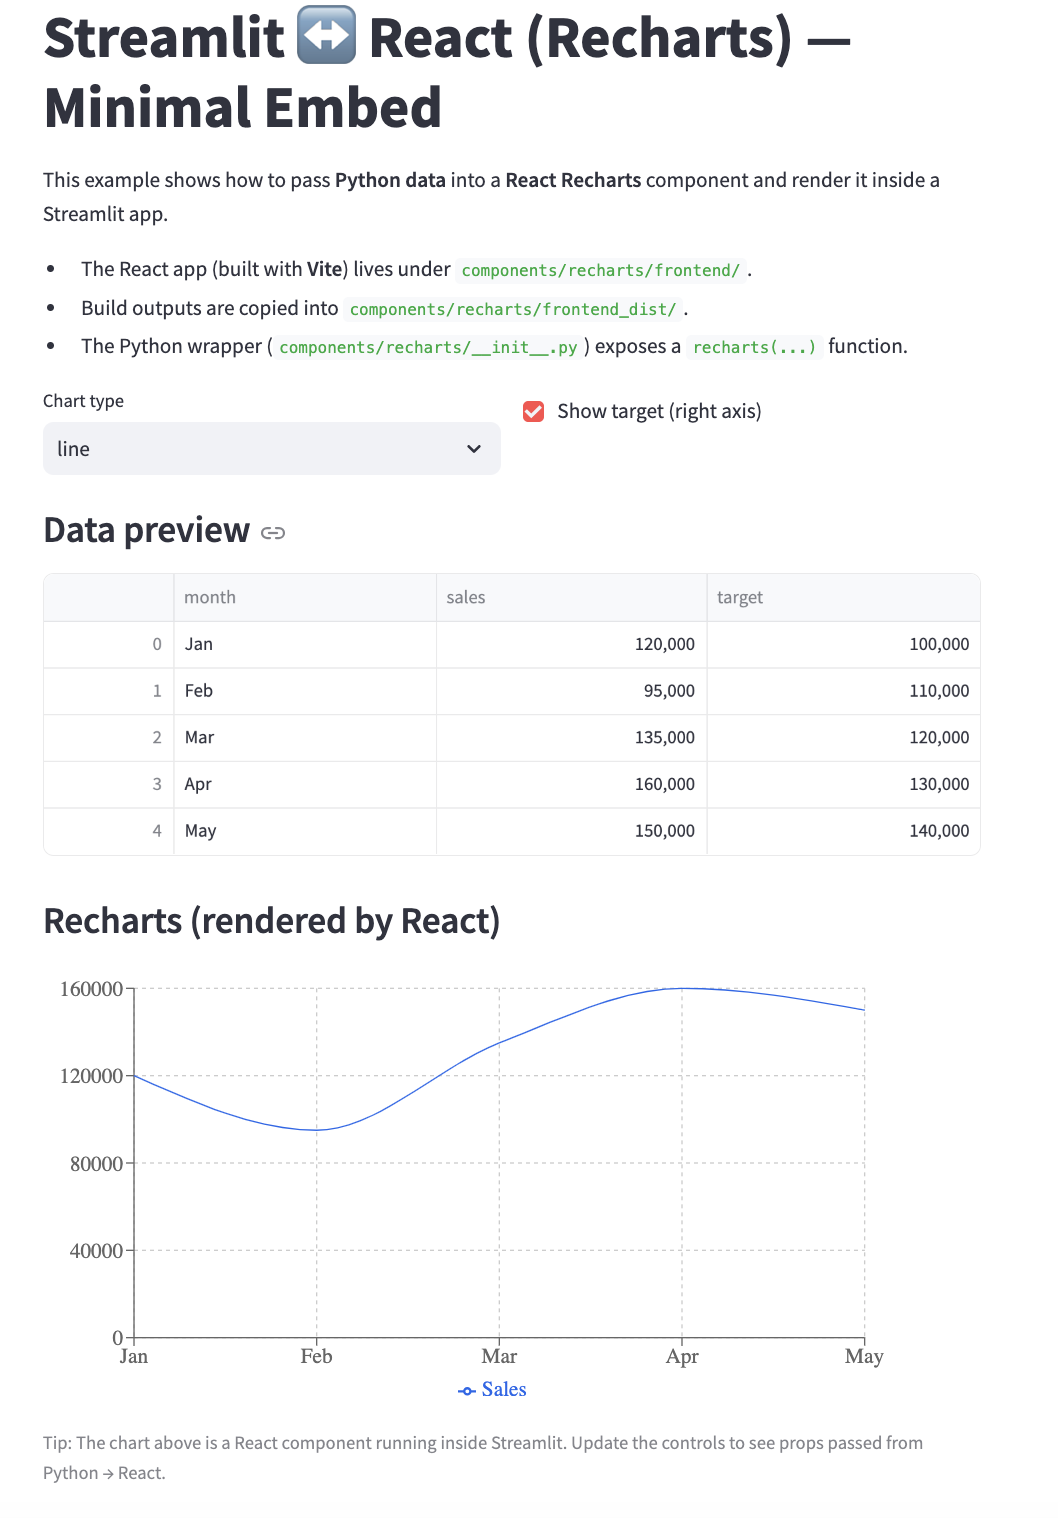 Streamlit ↔️ React (Recharts) —
Minimal Embed
This example shows how to pass Python data into a React Recharts component and render it inside a
Streamlit app.
• The React app (built with Vite) lives under components/recharts/frontend/ .
• Build outputs are copied into components/recharts/frontend_dist/ .
• The Python wrapper ( components/recharts/__init__.py ) exposes a recharts(...) function.
Chart type
line
Show target (right axis)
Data preview
month sales target
0 Jan 120,000 100,000
1 Feb 95,000 110,000
2 Mar 135,000 120,000
3 Apr 160,000 130,000
4 May 150,000 140,000
Recharts (rendered by React)
160000
120000
80000
40000
0
Jan Feb Mar Apr May
Sales
Tip: The chart above is a React component running inside Streamlit. Update the controls to see props passed from
Python → React.